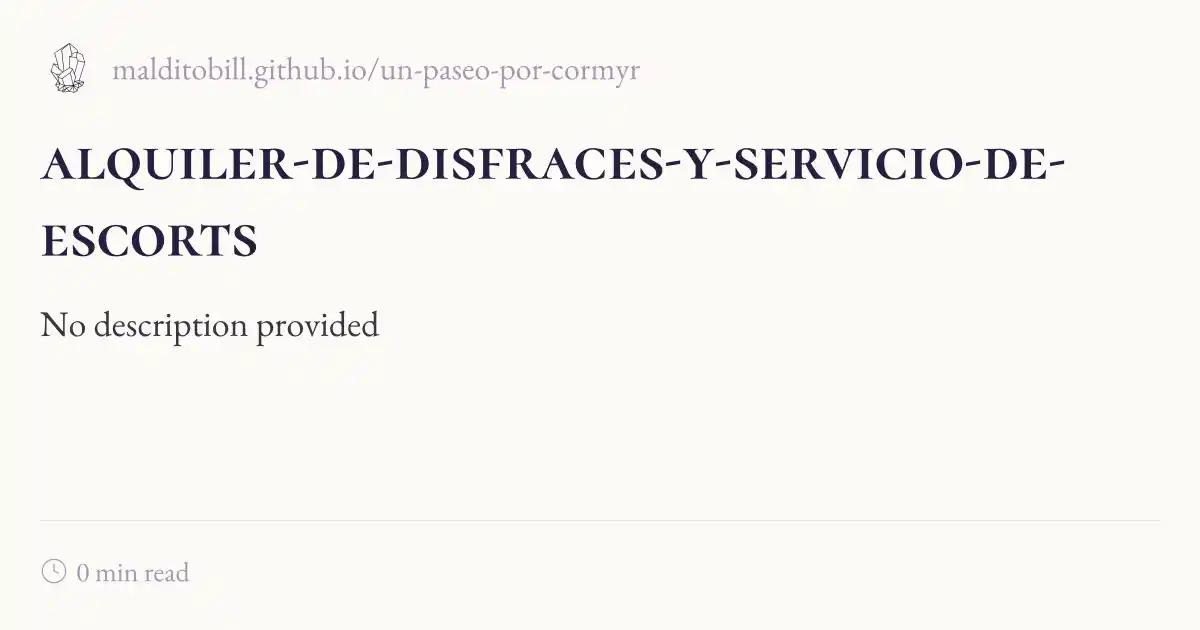 malditobill.github.io/un-paseo-por-cormyr
ALQUILER-DE-DISFRACES-Y-SERVICIO-DE-
ESCORTS
No description provided
0 min read